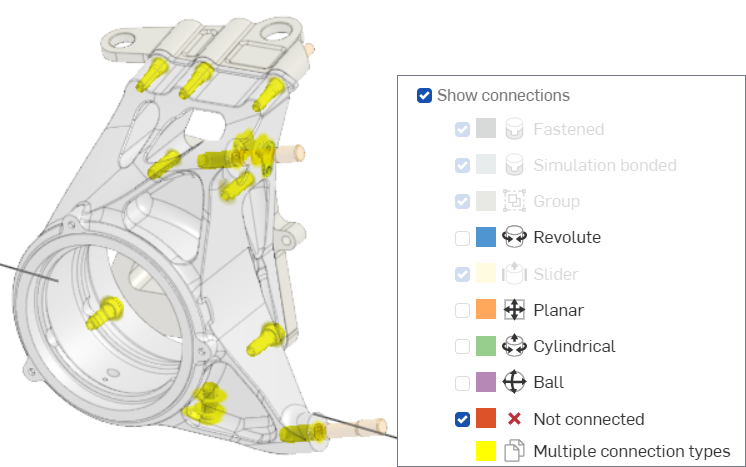 Show connections
Fastened
Simulation bonded
Group
Revolute
Slider
Planar
Cylindrical
Ball
Not connected
Multiple connection types